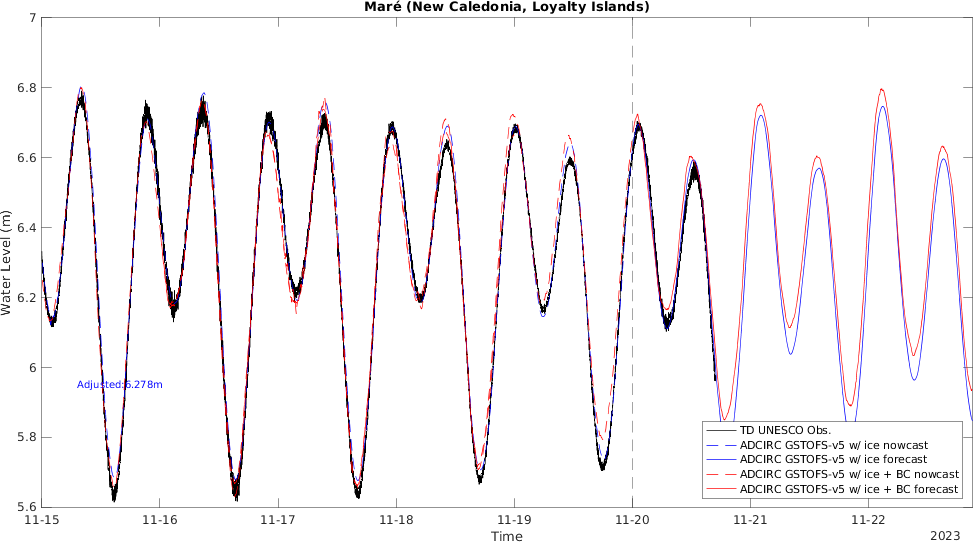 Maré (New Caledonia, Loyalty Islands)
7
6.8
6.6
6.4
6.2
6
5.8
5.6
Water Level (m)
Adjusted:6.278m
TD UNESCO Obs.
ADCIRC GSTOFS-v5 w/ ice nowcast
ADCIRC GSTOFS-v5 w/ ice forecast
ADCIRC GSTOFS-v5 w/ ice + BC nowcast
ADCIRC GSTOFS-v5 w/ ice + BC forecast
11-15 11-16 11-17 11-18 11-19 11-20 11-21 11-22
Time
2023